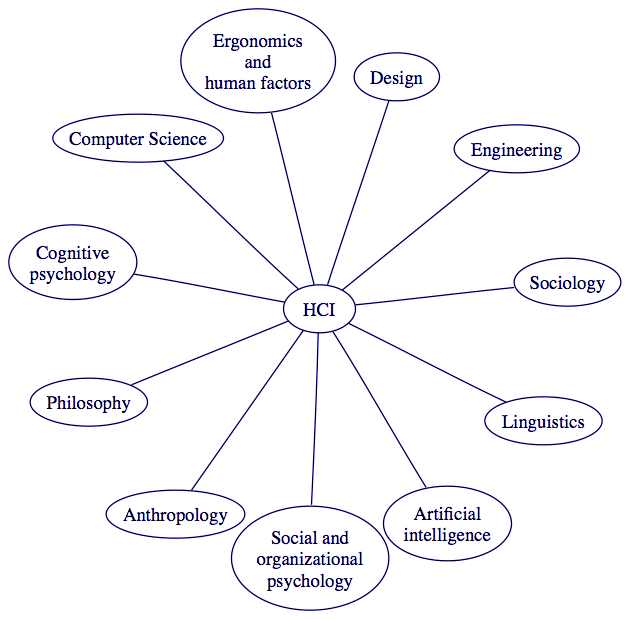 Ergonomics
and
human factors
Design
Computer Science
Engineering
Cognitive
psychology
Sociology
HCI
Philosophy
Linguistics
Anthropology
Social and
organizational
psychology
Artificial
intelligence